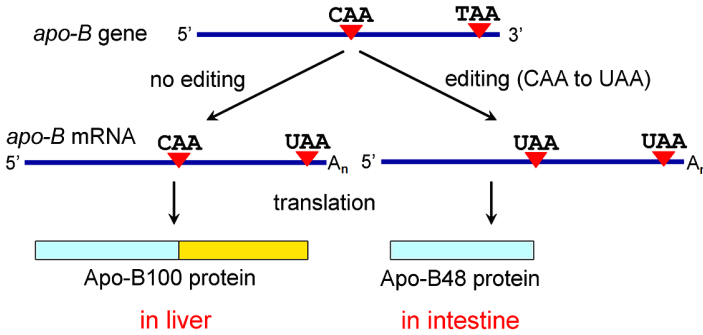 CAA TAA
apo-B gene 5’ 3’
no editing editing (CAA to UAA)
apo-B mRNA CAA UAA UAA UAA
5’ An 5’ A
translation
Apo-B100 protein Apo-B48 protein
in liver in intestine